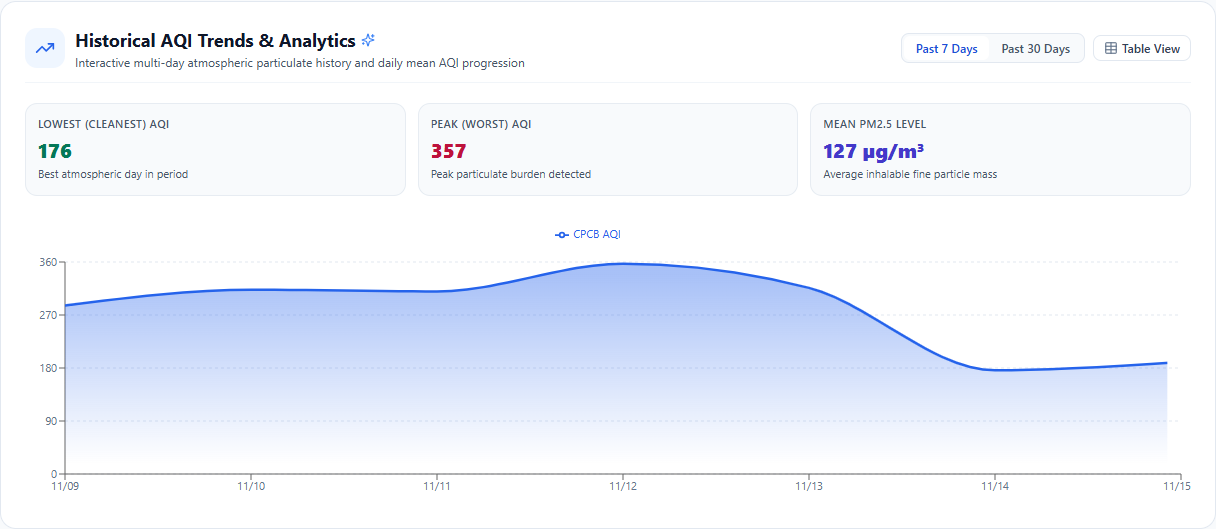 Historical AQI Trends & Analytics
Interactive multi-day atmospheric particulate history and daily mean AQI progression
Past 7 Days
Past 30 Days
Table View
LOWEST (CLEANEST) AQI
176
Best atmospheric day in period
PEAK (WORST) AQI
357
Peak particulate burden detected
MEAN PM2.5 LEVEL
127 µg/m³
Average inhalable fine particle mass
CPCB AQI
360
270
180
90
0
11/09
11/10
11/11
11/12
11/13
11/14
11/15